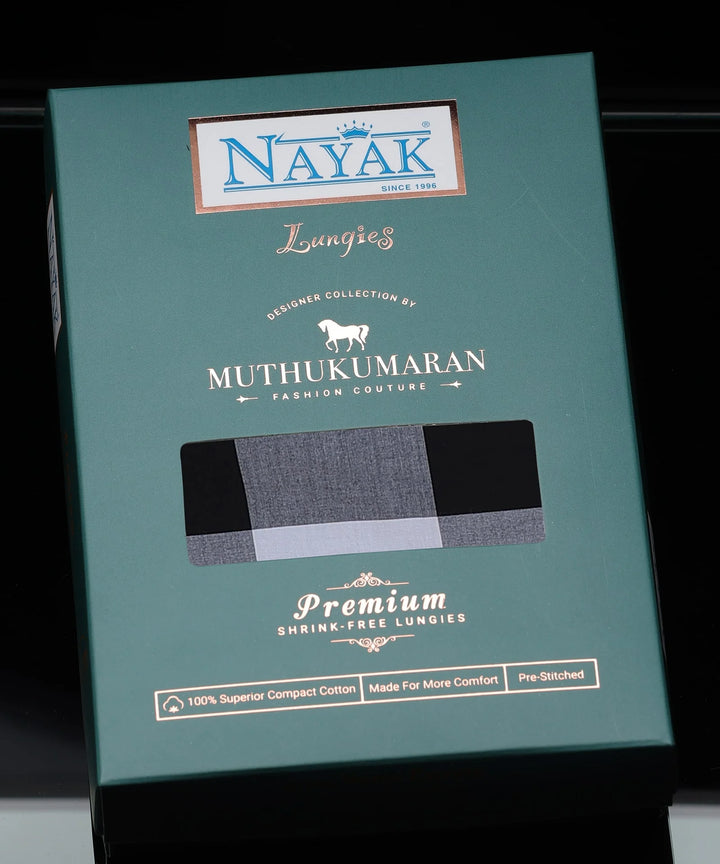 NAYAK ®
SINCE 1996
Lungies
DESIGNER COLLECTION BY
MUTHUKUMARAN
FASHION COUTURE
Premium
SHRINK-FREE LUNGIES
100% Superior Compact Cotton
Made For More Comfort
Pre-Stitched